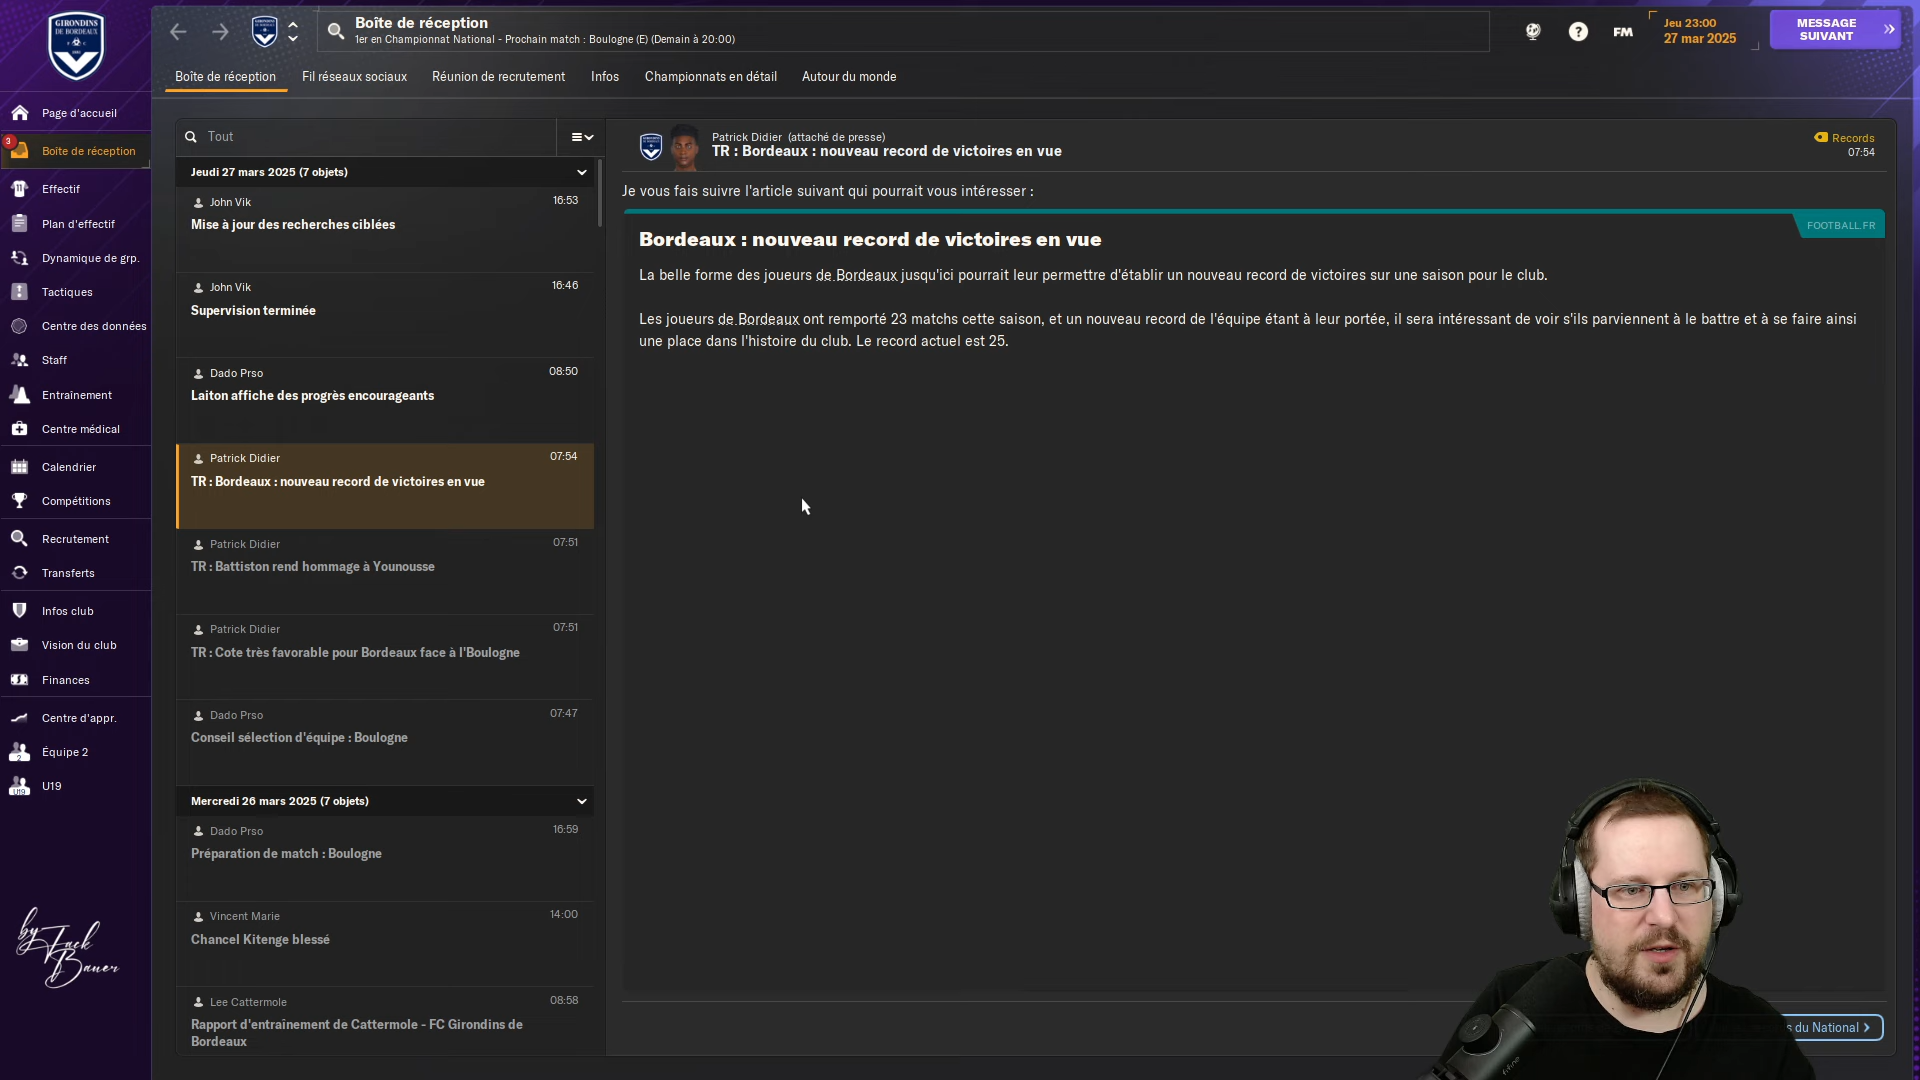 GIRONDINS
DE BORDEAUX
Boîte de réception
1er en Championnat National - Prochain match : Boulogne (E) (Demain à 20:00)
FM
Jeu 23:00
27 mar 2025
MESSAGE
SUIVANT
Boîte de réception
Fil réseaux sociaux
Réunion de recrutement
Infos
Championnats en détail
Autour du monde
Page d'accueil
3
Boîte de réception
Effectif
Plan d'effectif
Dynamique de grp.
Tactiques
Centre des données
Staff
Entraînement
Centre médical
Calendrier
Compétitions
Recrutement
Transferts
Infos club
Vision du club
Finances
Centre d'appr.
2
Équipe 2
U19
U19
by Jack
Bauer
Tout
Jeudi 27 mars 2025 (7 objets)
John Vik 16:53
Mise à jour des recherches ciblées
John Vik 16:46
Supervision terminée
Dado Prso 08:50
Laiton affiche des progrès encourageants
Patrick Didier 07:54
TR : Bordeaux : nouveau record de victoires en vue
Patrick Didier 07:51
TR : Battiston rend hommage à Younousse
Patrick Didier 07:51
TR : Cote très favorable pour Bordeaux face à l'Boulogne
Dado Prso 07:47
Conseil sélection d'équipe : Boulogne
Mercredi 26 mars 2025 (7 objets)
Dado Prso 16:59
Préparation de match : Boulogne
Vincent Marie 14:00
Chancel Kitenge blessé
Lee Cattermole 08:58
Rapport d'entraînement de Cattermole - FC Girondins de
Bordeaux
Patrick Didier (attaché de presse)
TR : Bordeaux : nouveau record de victoires en vue
Records
07:54
Je vous fais suivre l'article suivant qui pourrait vous intéresser :
FOOTBALL.FR
Bordeaux : nouveau record de victoires en vue
La belle forme des joueurs de Bordeaux jusqu'ici pourrait leur permettre d'établir un nouveau record de victoires sur une saison pour le club.
Les joueurs de Bordeaux ont remporté 23 matchs cette saison, et un nouveau record de l'équipe étant à leur portée, il sera intéressant de voir s'ils parviennent à le battre et à se faire ainsi
une place dans l'histoire du club. Le record actuel est 25.
s du National
fifine